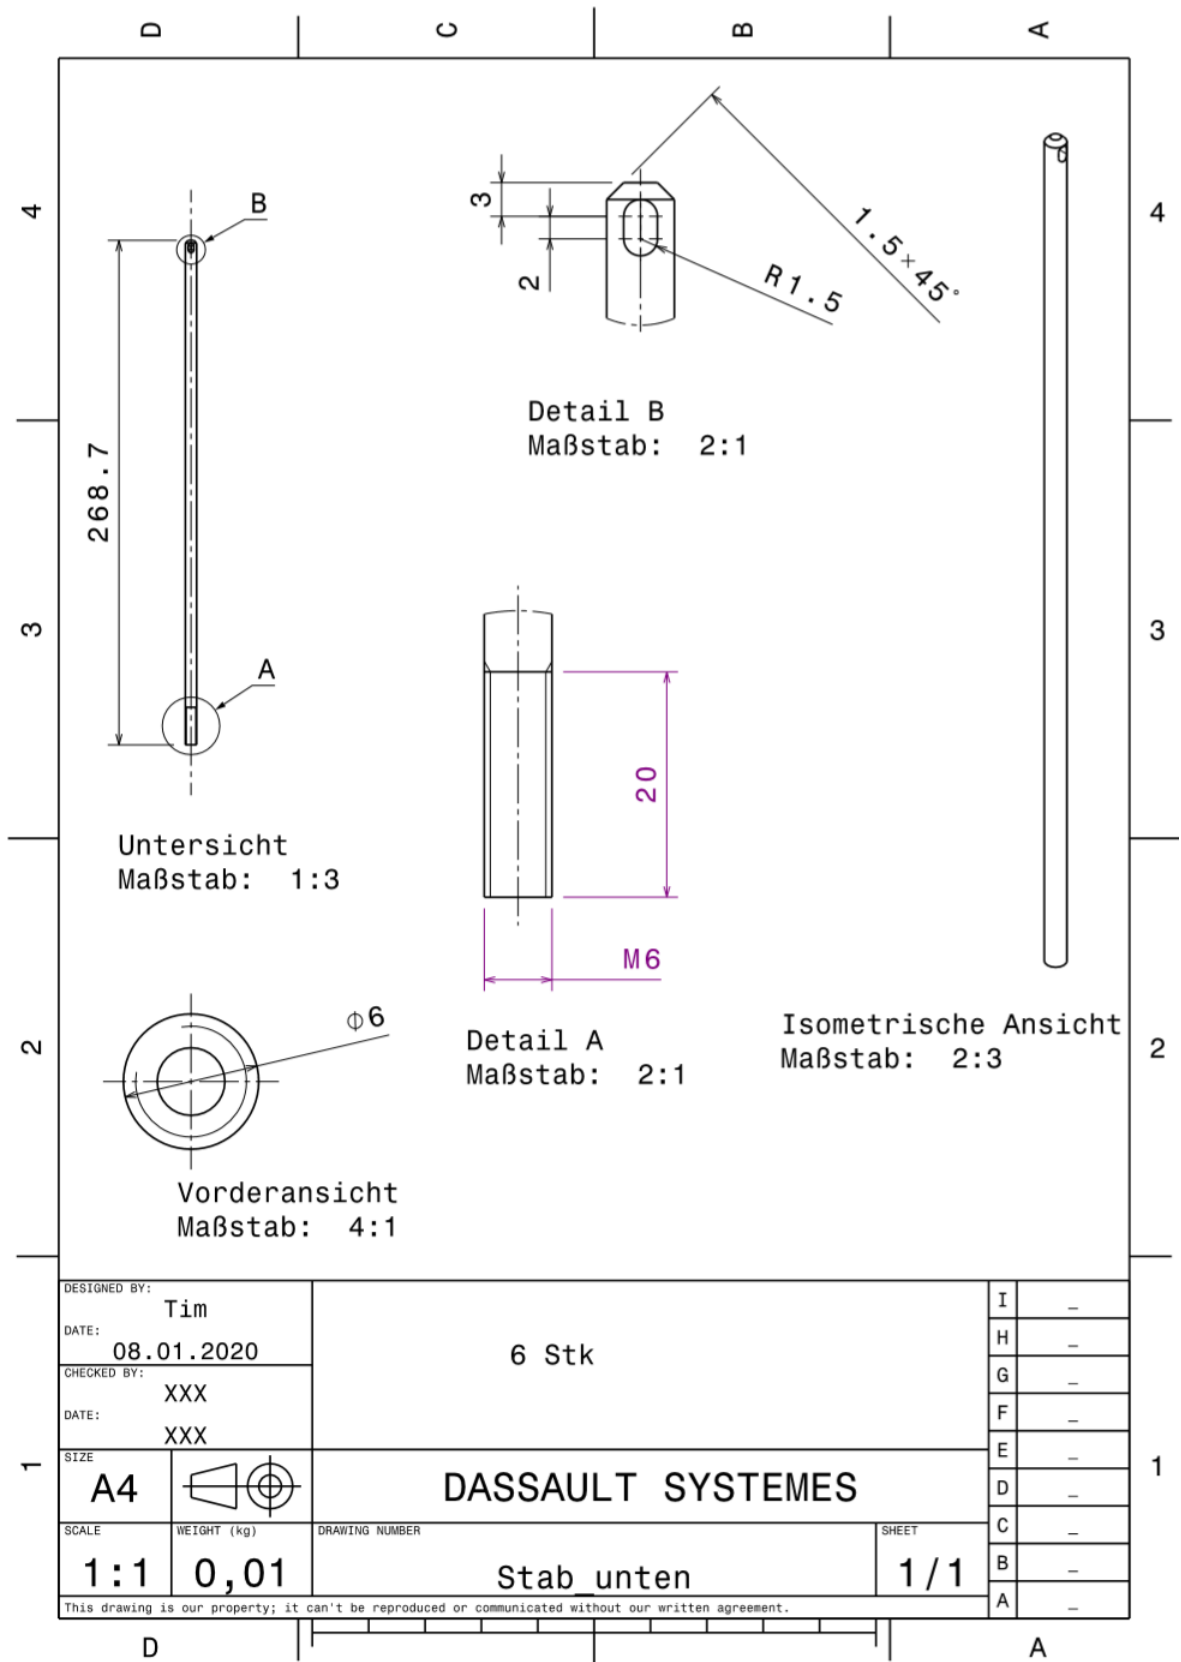 D
C
B
A
4
4
B
3
2
1.5×45°
R1.5
Detail B
Maßstab: 2:1
268.7
3
3
A
20
Untersicht
Maßstab: 1:3
M6
Φ6
Detail A
Maßstab: 2:1
Isometrische Ansicht
Maßstab: 2:3
2
2
Vorderansicht
Maßstab: 4:1
DESIGNED BY:
Tim
DATE:
08.01.2020
CHECKED BY:
XXX
DATE:
XXX
6 Stk
I _
H _
G _
F _
E _
D _
C _
B _
A _
1
1
SIZE
A4
DASSAULT SYSTEMES
SCALE
1:1
WEIGHT (kg)
0,01
DRAWING NUMBER
Stab_unten
SHEET
1/1
This drawing is our property; it can't be reproduced or communicated without our written agreement.
D
A